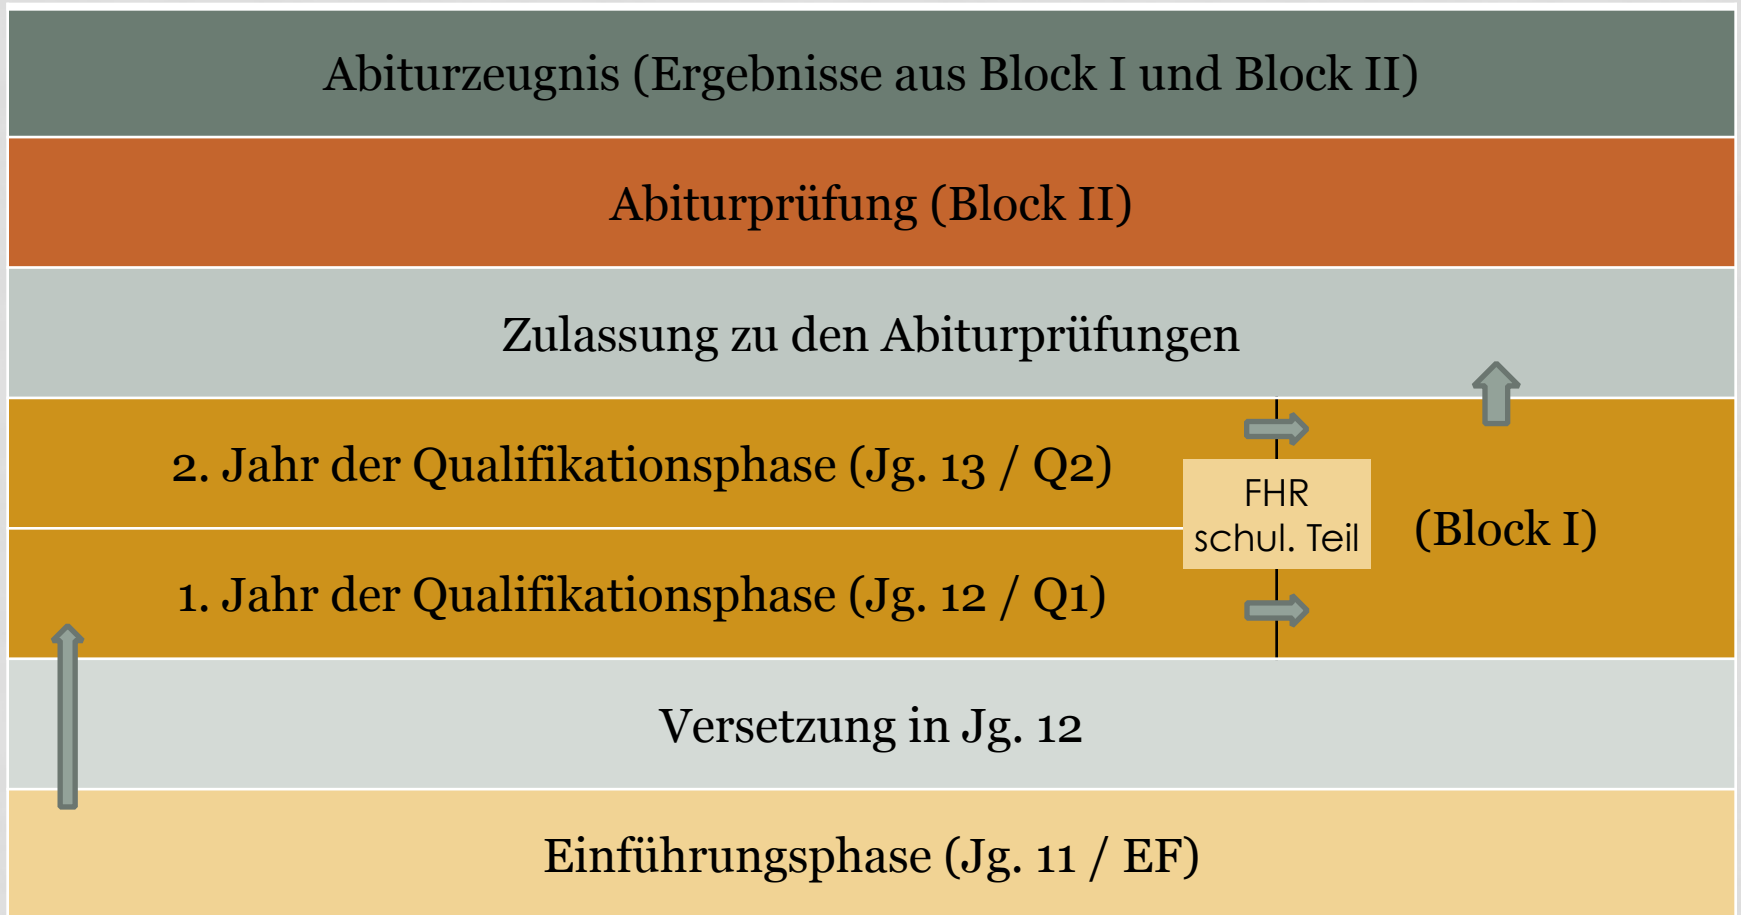 Abiturzeugnis (Ergebnisse aus Block I und Block II)
Abiturprüfung (Block II)
Zulassung zu den Abiturprüfungen
2. Jahr der Qualifikationsphase (Jg. 13 / Q2)
FHR
schul. Teil
(Block I)
1. Jahr der Qualifikationsphase (Jg. 12 / Q1)
Versetzung in Jg. 12
Einführungsphase (Jg. 11 / EF)